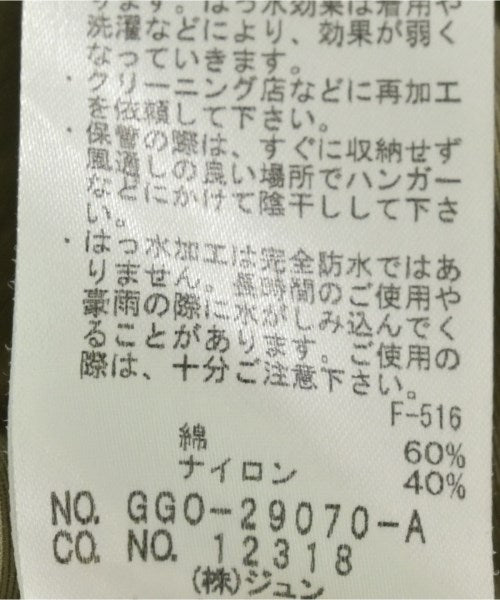 ります。はっ水効果は着用や
洗濯などにより、効果が弱く
なっていきます。
・クリーニング店などに再加工
を依頼して下さい。
・保管の際は、すぐに収納せず
風通しの良い場所でハンガー
などにかけて陰干しして下さ
い。
・はっ水加工は完全防水ではあ
りません。長時間のご使用や
豪雨の際に水がしみ込んでく
ることがあります。ご使用の
際は、十分ご注意下さい。
F-516
綿 60%
ナイロン 40%
NO. GGO-29070-A
CO. NO. 12318
(株)ジュン